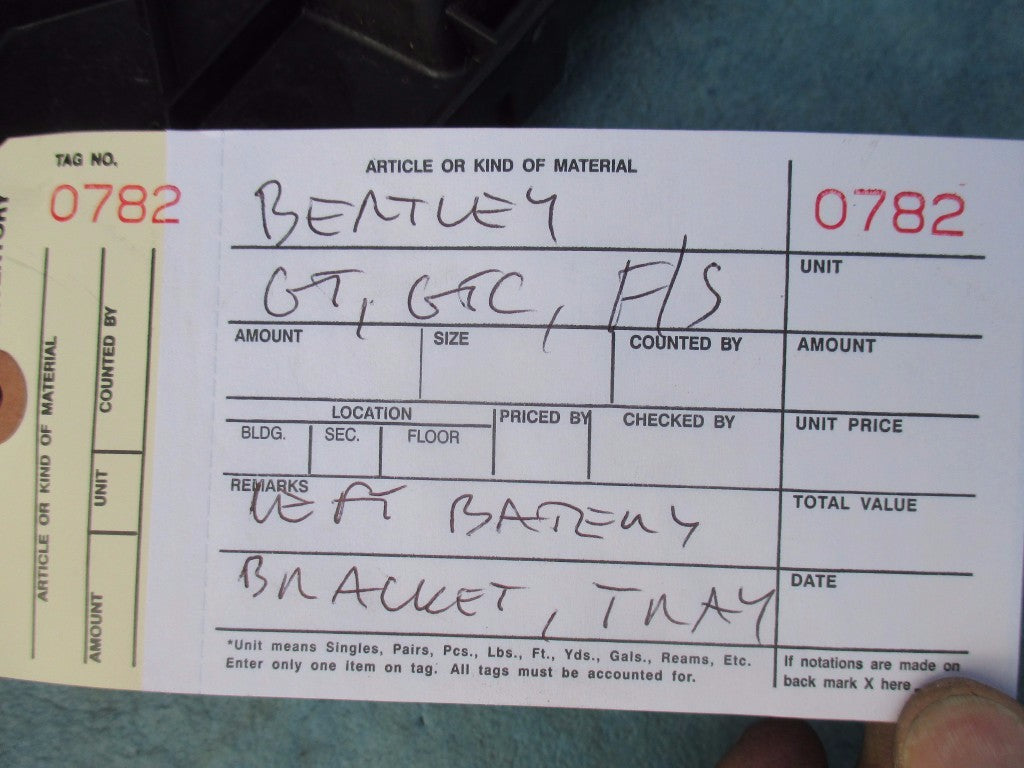 TAG NO.
0782
ARTICLE OR KIND OF MATERIAL
COUNTED BY
UNIT
AMOUNT
ARTICLE OR KIND OF MATERIAL
BENTLEY
0782
GT, GTC, F/S
UNIT
AMOUNT
SIZE
COUNTED BY
AMOUNT
LOCATION
BLDG.
SEC.
FLOOR
PRICED BY
CHECKED BY
UNIT PRICE
REMARKS
LEFT BATERY
TOTAL VALUE
BRACKET, TRAY
DATE
*Unit means Singles, Pairs, Pcs., Lbs., Ft., Yds., Gals., Reams, Etc.
Enter only one item on tag. All tags must be accounted for.
If notations are made on
back mark X here